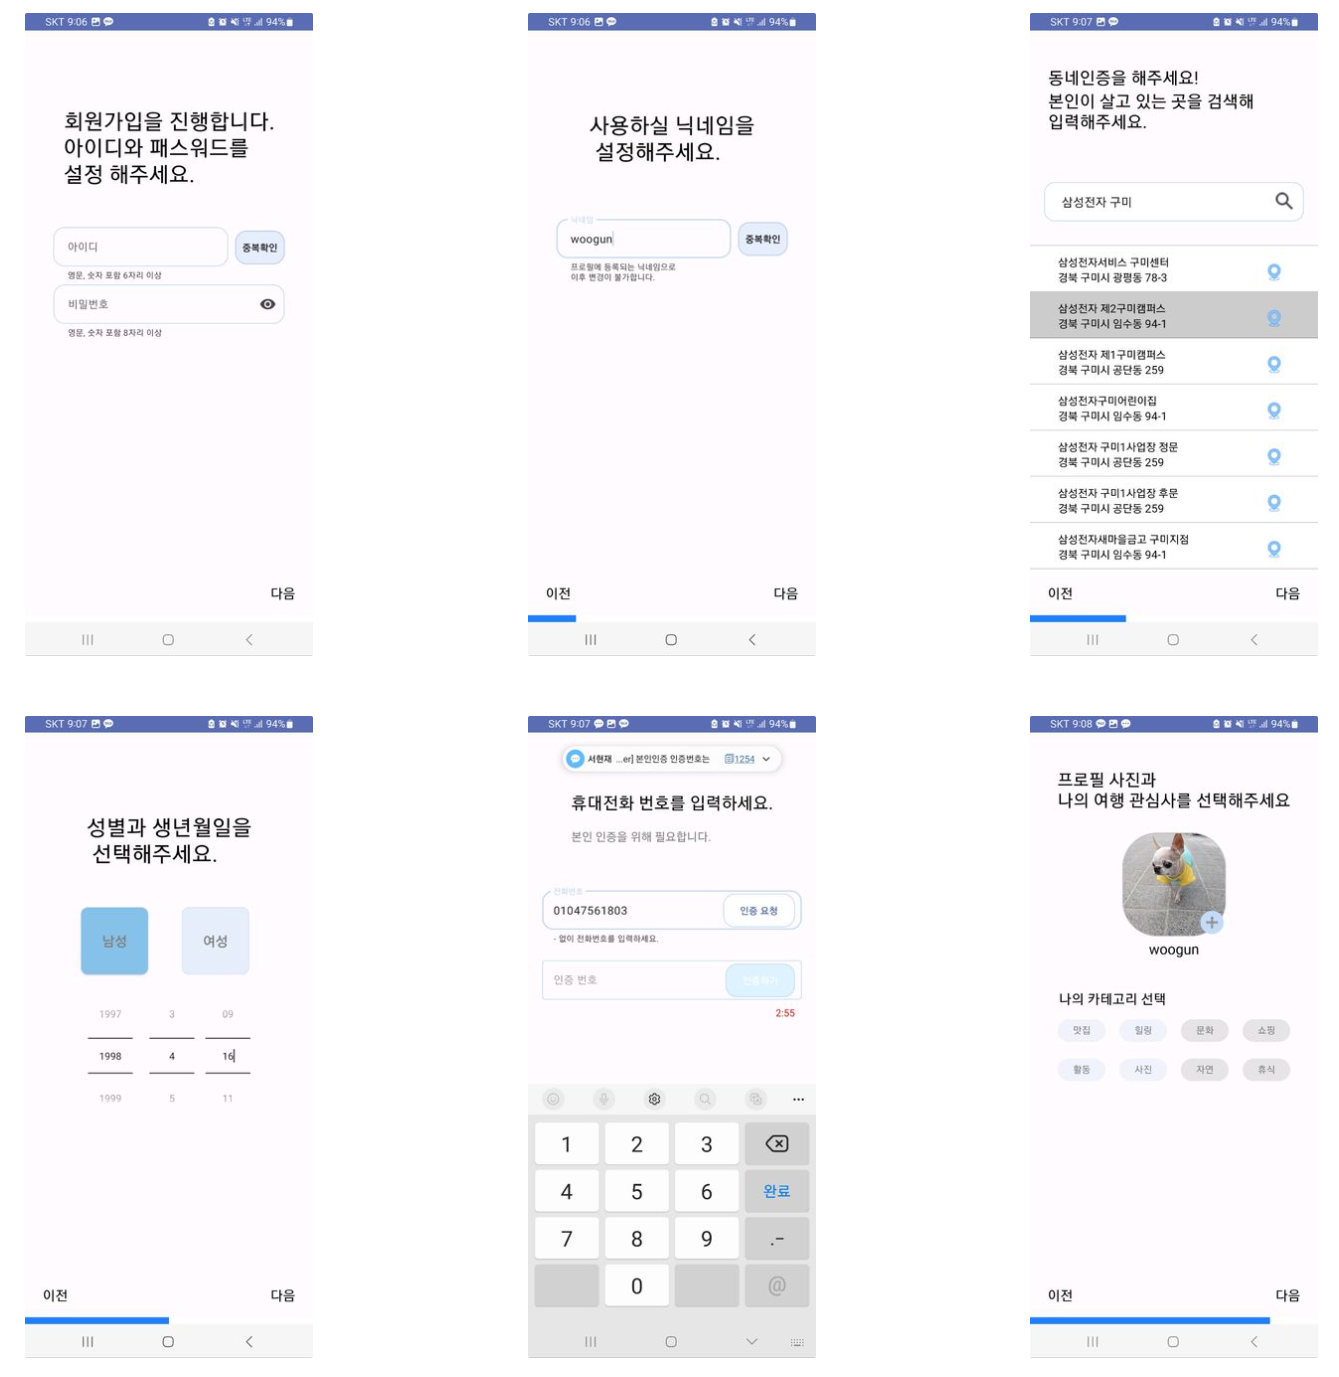 SKT 9:06
94%
회원가입을 진행합니다.
아이디와 패스워드를
설정 해주세요.
아이디
중복확인
영문, 숫자 포함 6자리 이상
비밀번호
영문, 숫자 포함 8자리 이상
다음
SKT 9:06
94%
사용하실 닉네임을
설정해주세요.
닉네임
woogun
중복확인
프로필에 등록되는 닉네임으로
이후 변경이 불가합니다.
이전
다음
SKT 9:07
94%
동네인증을 해주세요!
본인이 살고 있는 곳을 검색해
입력해주세요.
삼성전자 구미
삼성전자서비스 구미센터
경북 구미시 광평동 78-3
삼성전자 제2구미캠퍼스
경북 구미시 임수동 94-1
삼성전자 제1구미캠퍼스
경북 구미시 공단동 259
삼성전자구미어린이집
경북 구미시 임수동 94-1
삼성전자 구미1사업장 정문
경북 구미시 공단동 259
삼성전자 구미1사업장 후문
경북 구미시 공단동 259
삼성전자새마을금고 구미지점
경북 구미시 임수동 94-1
이전
다음
SKT 9:07
94%
성별과 생년월일을
선택해주세요.
남성
여성
1997 3 09
1998 4 16
1999 5 11
이전
다음
SKT 9:07
94%
서현재 ...er] 본인인증 인증번호는 1254
휴대전화 번호를 입력하세요.
본인 인증을 위해 필요합니다.
전화번호
01047561803
인증 요청
- 없이 전화번호를 입력하세요.
인증 번호
인증하기
2:55
1 2 3
4 5 6 완료
7 8 9 .-
0 @
SKT 9:08
94%
프로필 사진과
나의 여행 관심사를 선택해주세요
woogun
나의 카테고리 선택
맛집 힐링 문화 쇼핑
활동 사진 자연 휴식
이전
다음